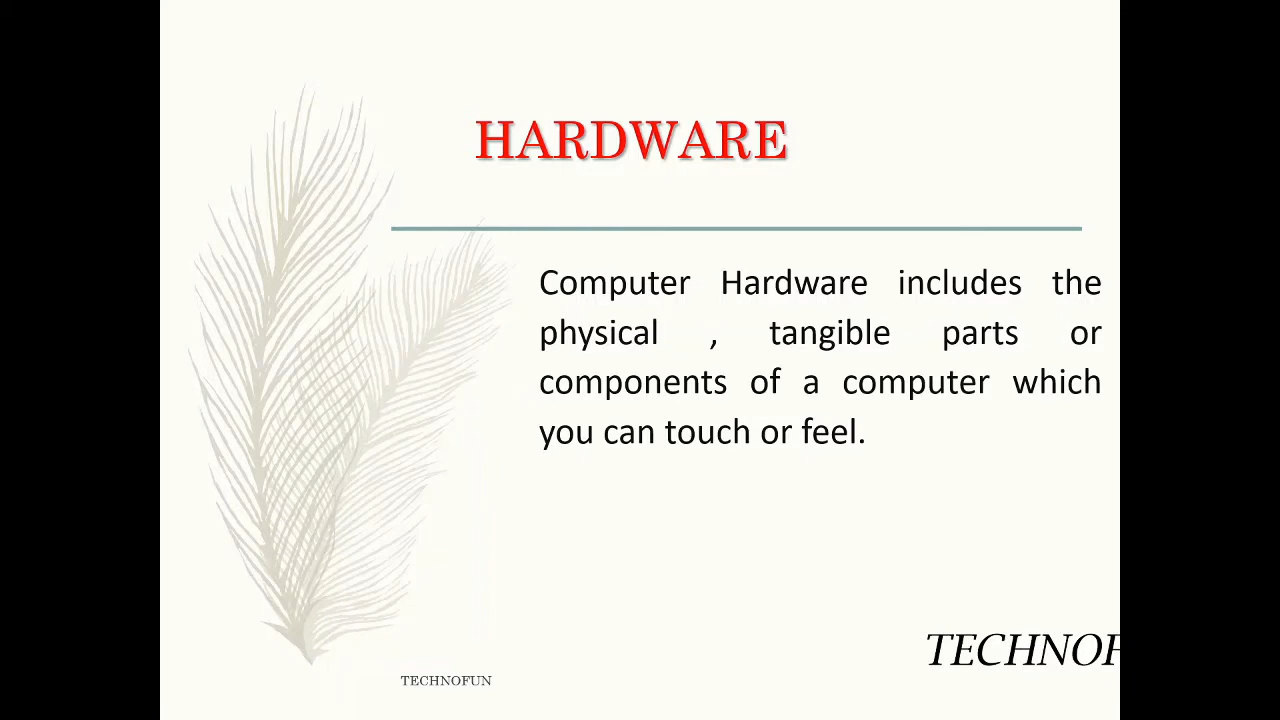 HARDWARE
Computer Hardware includes the
physical , tangible parts or
components of a computer which
you can touch or feel.
TECHNOF
TECHNOFUN